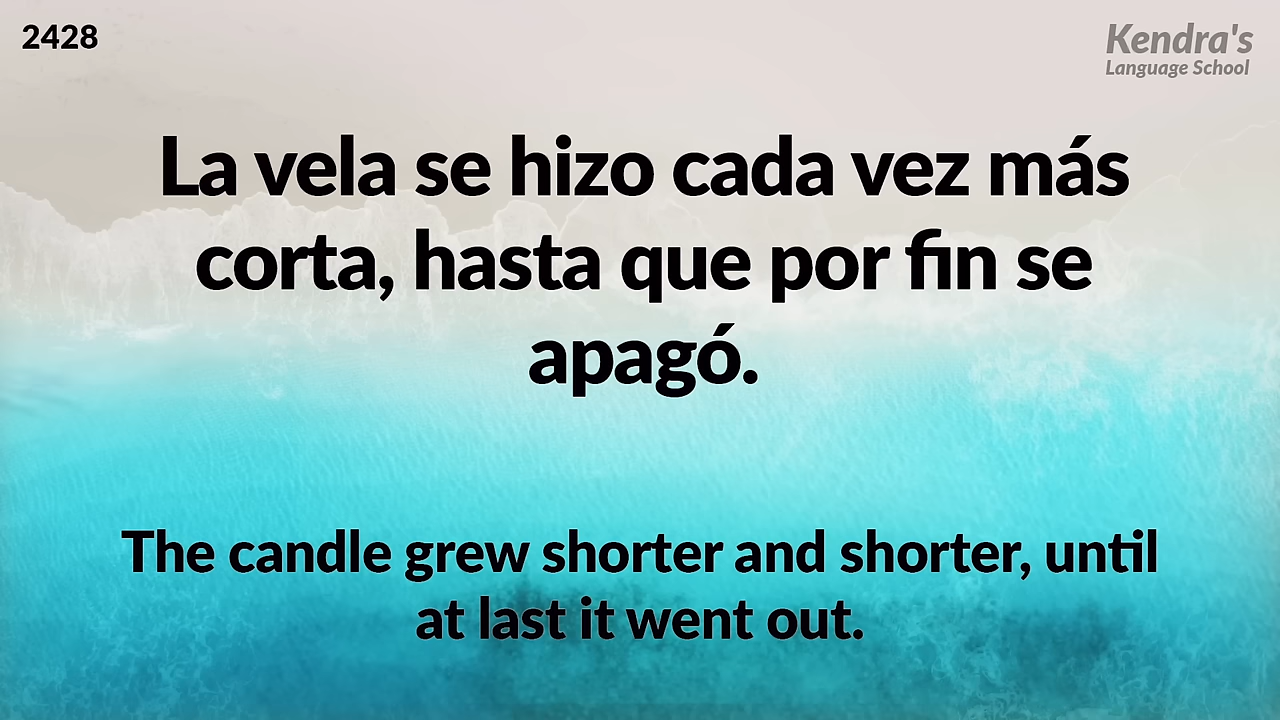 2428
Kendra's
Language School
La vela se hizo cada vez más
corta, hasta que por fin se
apagó.
The candle grew shorter and shorter, until
at last it went out.